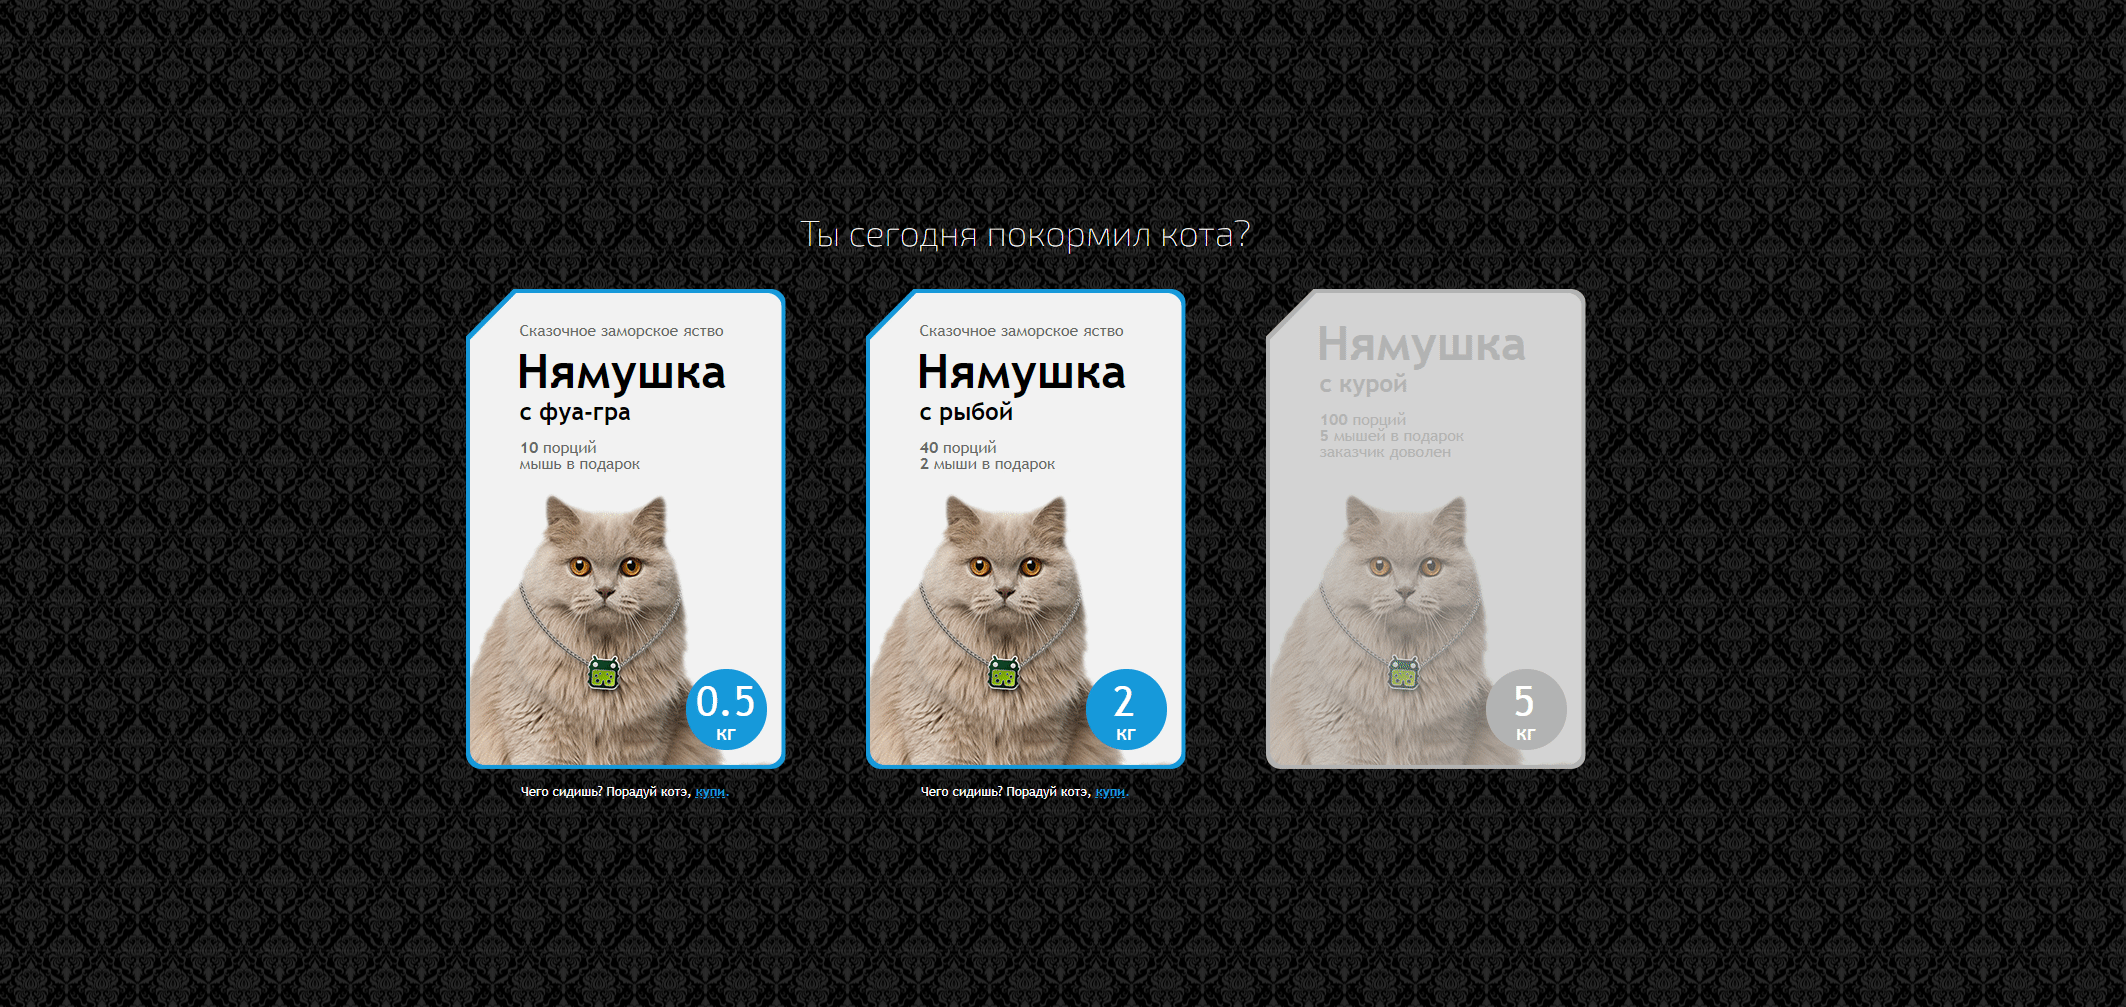 Ты сегодня покормил кота?
Сказочное заморское яство
Нямушка
с фуа-гра
10 порций
мышь в подарок
0.5
кг
Чего сидишь? Порадуй котэ, купи.
Сказочное заморское яство
Нямушка
с рыбой
40 порций
2 мыши в подарок
2
кг
Чего сидишь? Порадуй котэ, купи.
Нямушка
с курой
100 порций
5 мышей в подарок
заказчик доволен
5
кг